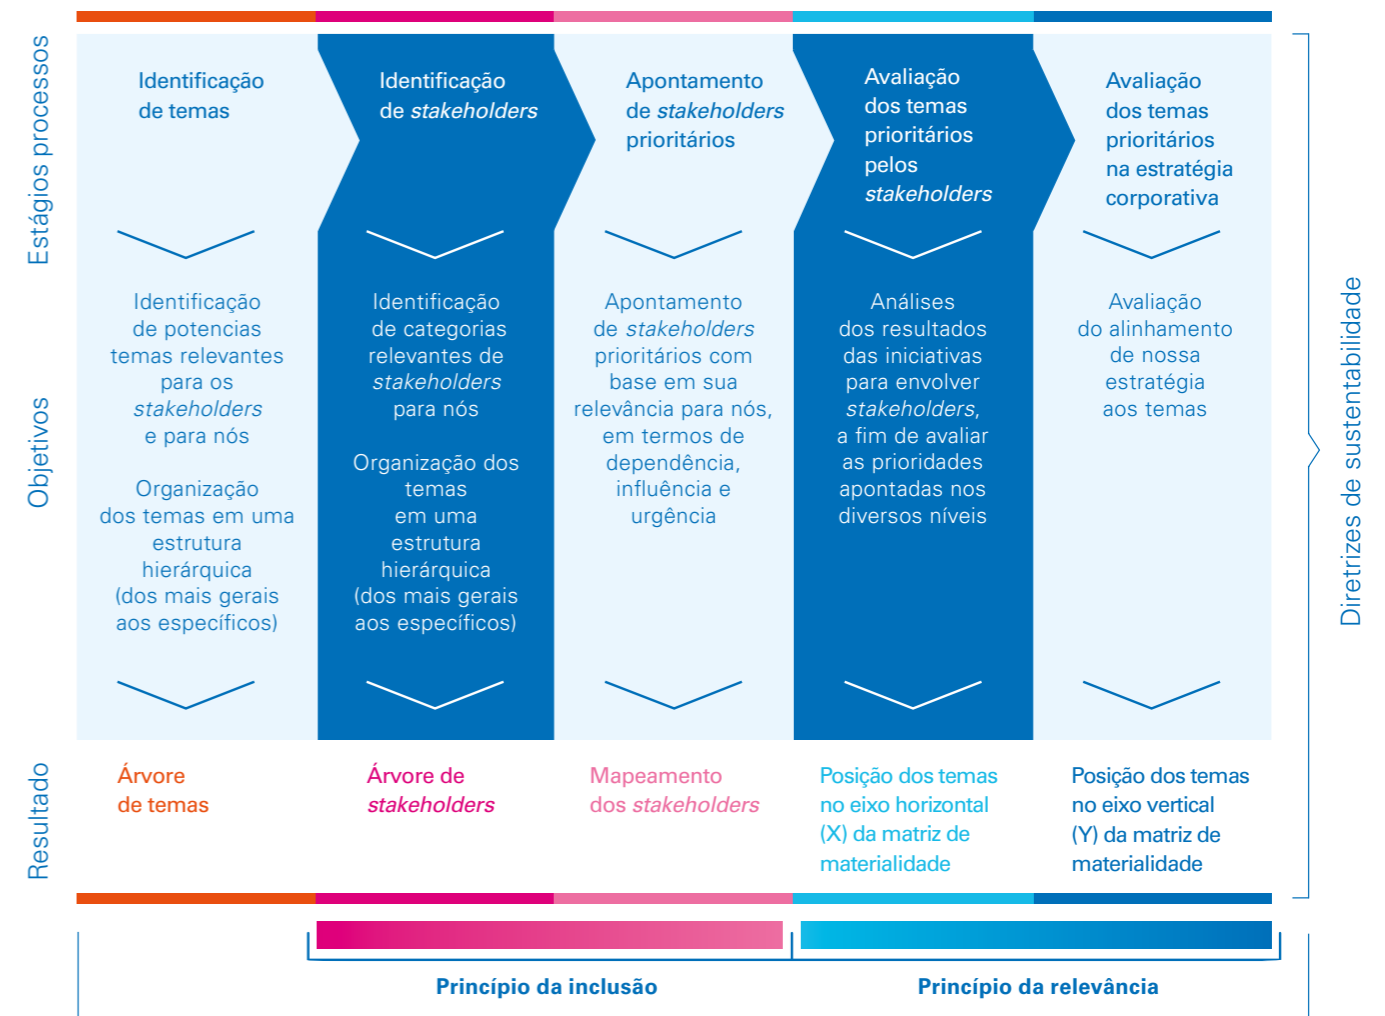 Estágios processos
Identificação
de temas
Identificação
de stakeholders
Apontamento
de stakeholders
prioritários
Avaliação
dos temas
prioritários
pelos
stakeholders
Avaliação
dos temas
prioritários
na estratégia
corporativa
Objetivos
Identificação
de potencias
temas relevantes
para os
stakeholders
e para nós
Organização
dos temas em uma
estrutura
hierárquica
(dos mais gerais
aos específicos)
Identificação
de categorias
relevantes de
stakeholders
para nós
Organização dos
temas
em uma
estrutura
hierárquica
(dos mais gerais
aos específicos)
Apontamento
de stakeholders
prioritários com
base em sua
relevância para nós,
em termos de
dependência,
influência e
urgência
Análises
dos resultados
das iniciativas
para envolver
stakeholders,
a fim de avaliar
as prioridades
apontadas nos
diversos níveis
Avaliação
do alinhamento
de nossa
estratégia
aos temas
Resultado
Árvore
de temas
Árvore de
stakeholders
Mapeamento
dos stakeholders
Posição dos temas
no eixo horizontal
(X) da matriz de
materialidade
Posição dos temas
no eixo vertical
(Y) da matriz de
materialidade
Diretrizes de sustentabilidade
Princípio da inclusão
Princípio da relevância